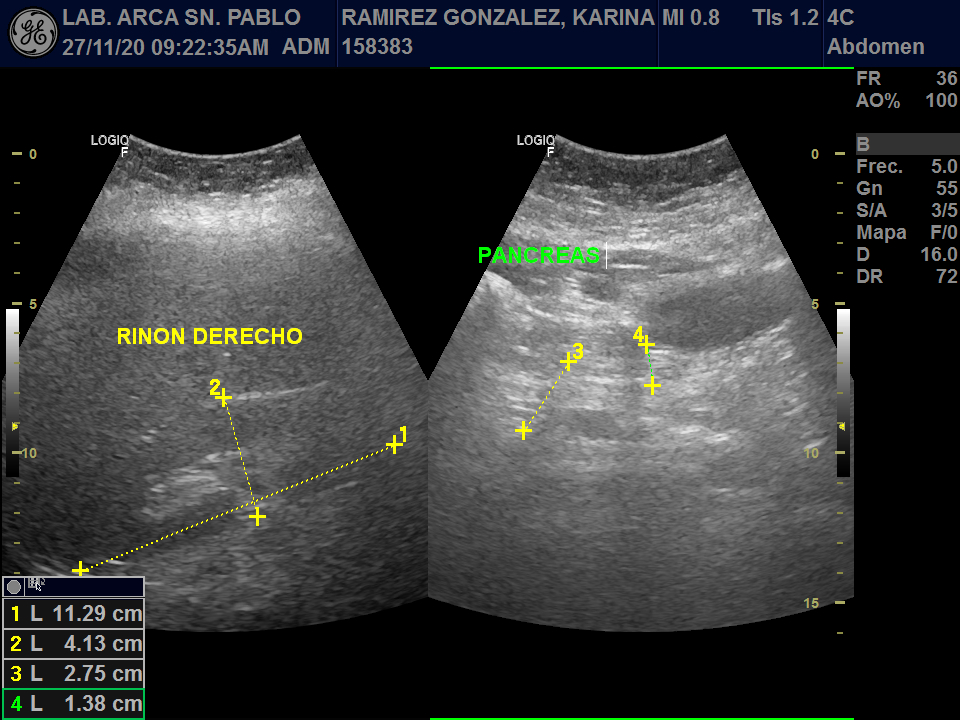 LAB. ARCA SN. PABLO
27/11/20 09:22:35AM ADM
RAMIREZ GONZALEZ, KARINA
158383
MI 0.8 TIs 1.2
4C
Abdomen
FR 36
AO% 100
B
Frec. 5.0
Gn 55
S/A 3/5
Mapa F/0
D 16.0
DR 72
LOGIQ
F
0
5
10
RINON DERECHO
2
1
LOGIQ
F
0
5
10
15
PANCREAS
3
4
1 L 11.29 cm
2 L 4.13 cm
3 L 2.75 cm
4 L 1.38 cm